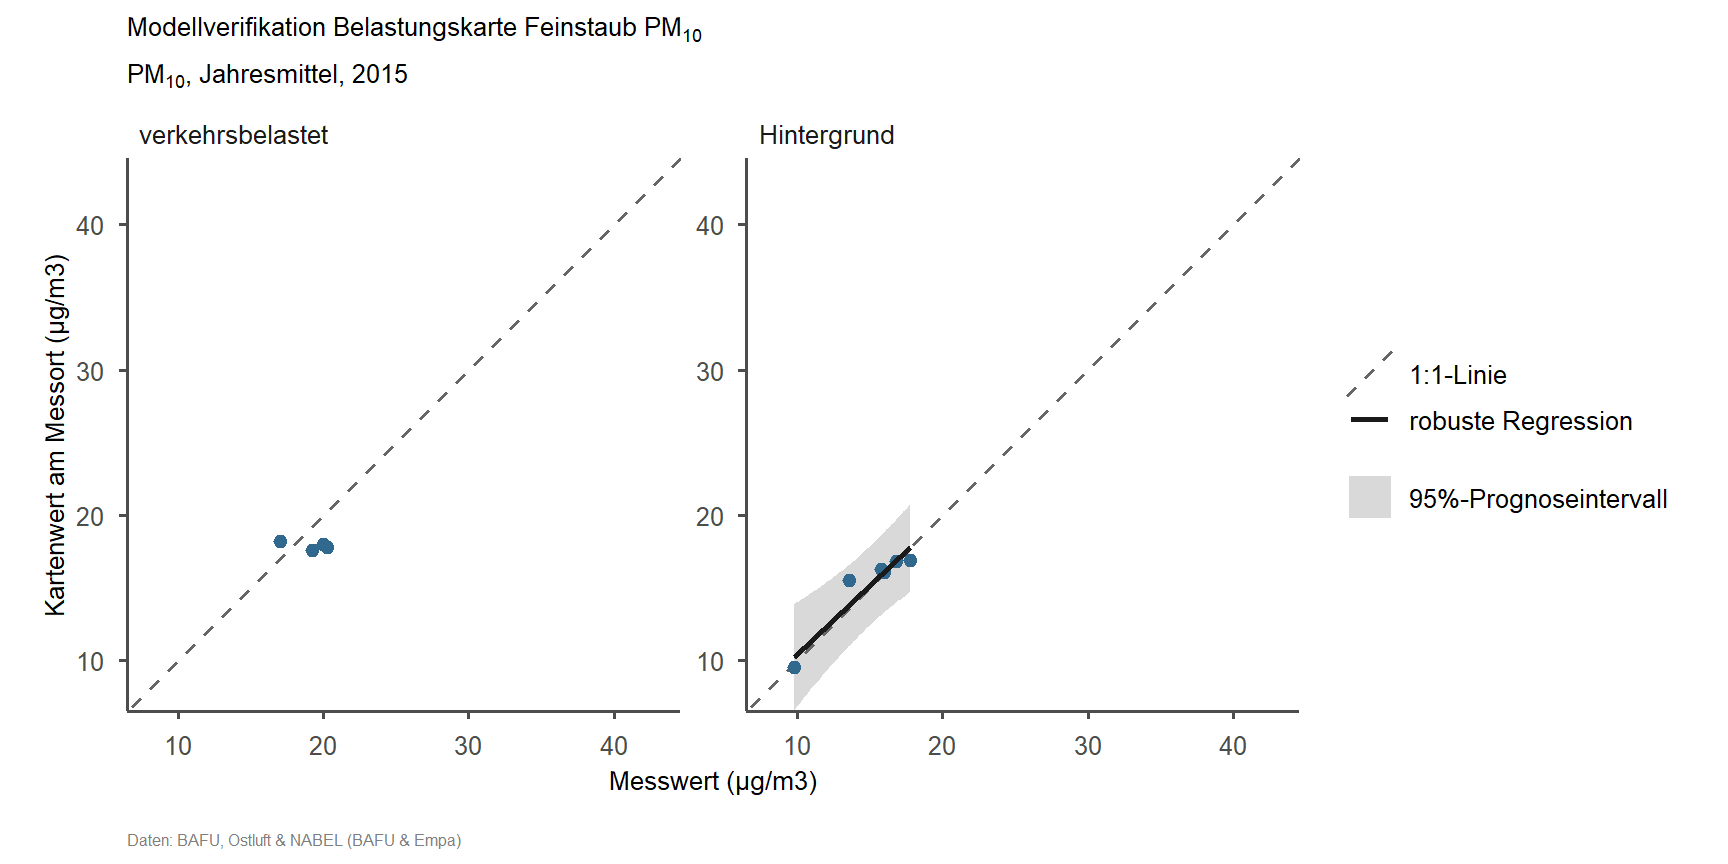 Modellverifikation Belastungskarte Feinstaub PM10
PM10, Jahresmittel, 2015
verkehrsbelastet
Hintergrund
Kartenwert am Messort (µg/m3)
40
30
20
10
10 20 30 40
40
30
20
10
10 20 30 40
Messwert (µg/m3)
1:1-Linie
robuste Regression
95%-Prognoseintervall
Daten: BAFU, Ostluft & NABEL (BAFU & Empa)